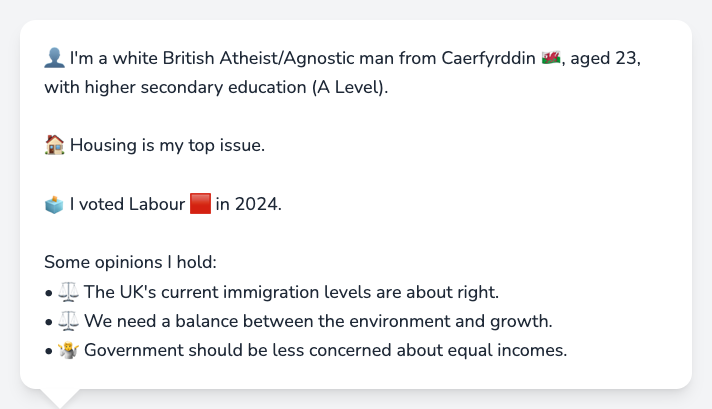 👤 I'm a white British Atheist/Agnostic man from Caerfyrddin 🏴󠁧󠁢󠁷󠁬󠁳󠁿, aged 23,
with higher secondary education (A Level).
🏠 Housing is my top issue.
🗳️ I voted Labour 🟥 in 2024.
Some opinions I hold:
• ⚖️ The UK's current immigration levels are about right.
• ⚖️ We need a balance between the environment and growth.
• 🤷 Government should be less concerned about equal incomes.